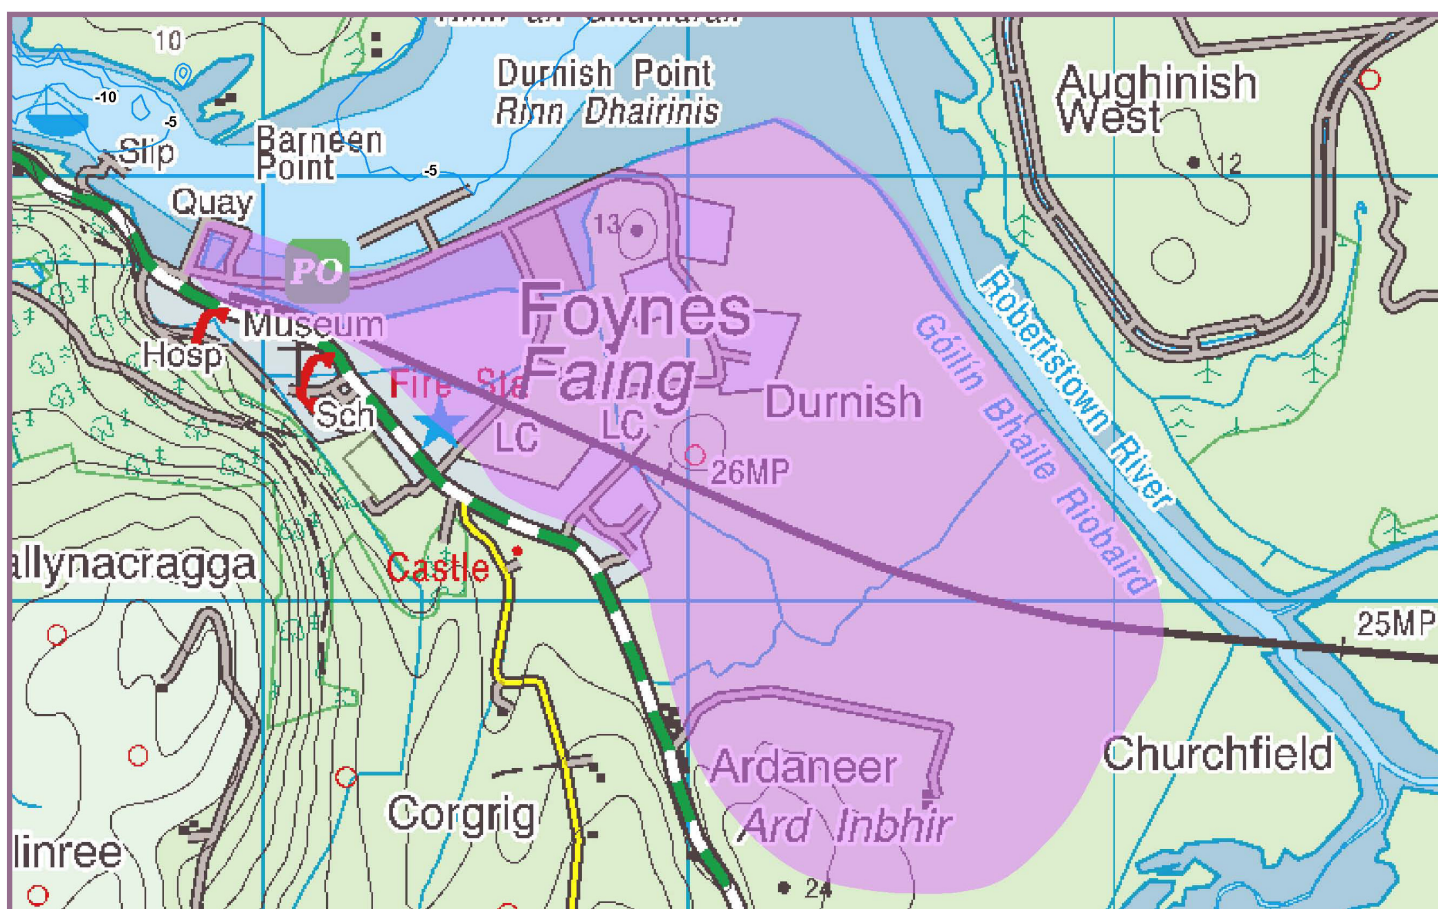 10
Durnish Point
Rinn Dhairinis
Aughinish
West
-10
-5
Slip
Barneen
Point
-5
12
Quay
13
PO
Foynes
Faing
Museum
Hosp
Fire Sta
Sch
LC
LC
Durnish
26MP
Góilín Bhaile Riobaird
Robertstown River
allynacragga
Castle
25MP
Ardaneer
Ard Inbhir
Churchfield
Corgrig
linree
24